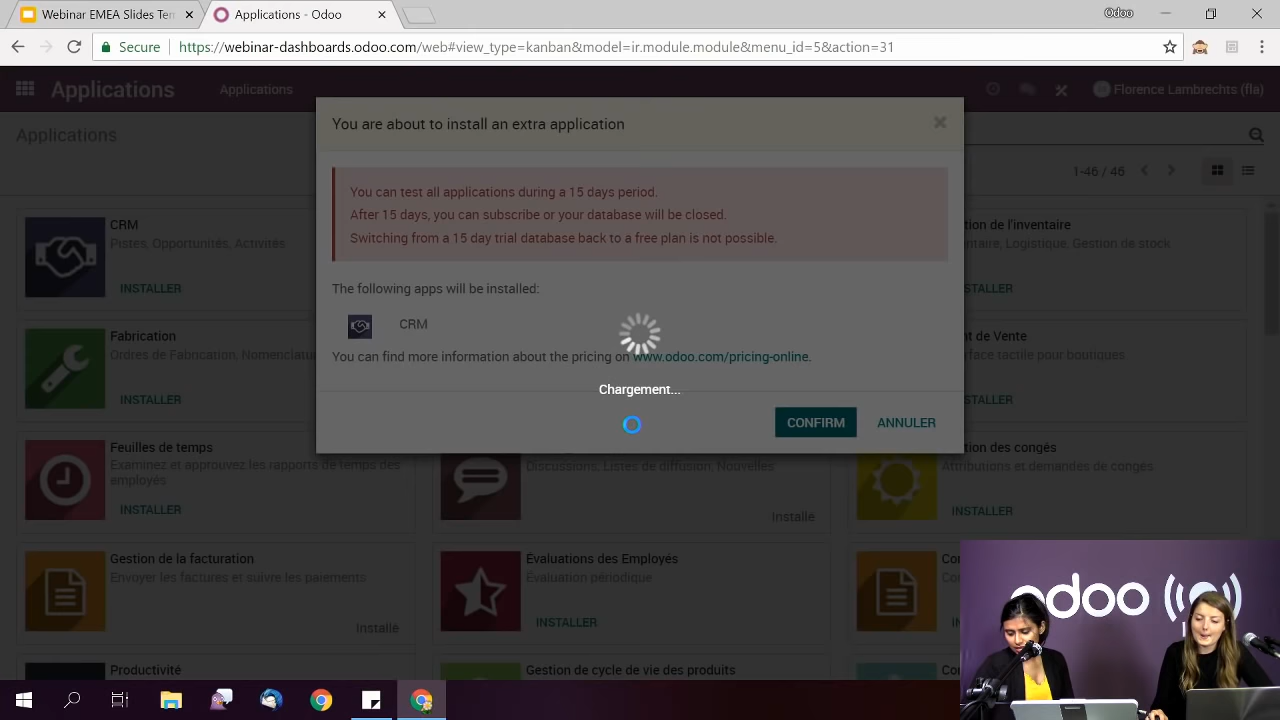 Webinar EMEA Slides Tem
Applications - Odoo
Odoo
Secure
https://webinar-dashboards.odoo.com/web#view_type=kanban&model=ir.module.module&menu_id=5&action=31
Applications
Applications
Florence Lambrechts (fla)
Applications
1-46 / 46
You are about to install an extra application
You can test all applications during a 15 days period.
After 15 days, you can subscribe or your database will be closed.
Switching from a 15 day trial database back to a free plan is not possible.
The following apps will be installed:
CRM
You can find more information about the pricing on www.odoo.com/pricing-online.
Chargement...
CONFIRM
ANNULER
CRM
Pistes, Opportunités, Activités
INSTALLER
tion de l'inventaire
entaire, Logistique, Gestion de stock
STALLER
Fabrication
Ordres de Fabrication, Nomenclatur
INSTALLER
nt de Vente
rface tactile pour boutiques
STALLER
Feuilles de temps
Examinez et approuvez les rapports de temps des
employés
INSTALLER
Discussions, Listes de diffusion, Nouvelles
Installé
tion des congés
Attributions et demandes de congés
INSTALLER
Gestion de la facturation
Envoyer les factures et suivre les paiements
Installé
Évaluations des Employés
Évaluation périodique
INSTALLER
Productivité
Gestion de cycle de vie des produits
odoo